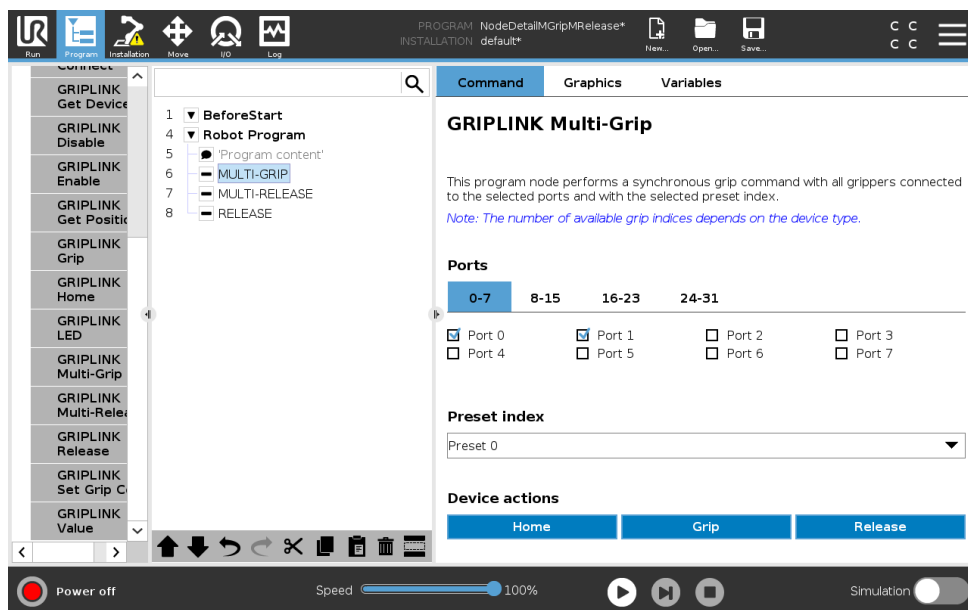 UR
Run
Program
Installation
Move
I/O
Log
PROGRAM NodeDetailMGripMRelease*
INSTALLATION default*
New...
Open...
Save...
C C
C C
Connect
GRIPLINK
Get Device
GRIPLINK
Disable
GRIPLINK
Enable
GRIPLINK
Get Positic
GRIPLINK
Grip
GRIPLINK
Home
GRIPLINK
LED
GRIPLINK
Multi-Grip
GRIPLINK
Multi-Relea
GRIPLINK
Release
GRIPLINK
Set Grip C
GRIPLINK
Value
1 BeforeStart
4 Robot Program
5 'Program content'
6 MULTI-GRIP
7 MULTI-RELEASE
8 RELEASE
Command Graphics Variables
GRIPLINK Multi-Grip
This program node performs a synchronous grip command with all grippers connected
to the selected ports and with the selected preset index.
Note: The number of available grip indices depends on the device type.
Ports
0-7 8-15 16-23 24-31
Port 0 Port 1 Port 2 Port 3
Port 4 Port 5 Port 6 Port 7
Preset index
Preset 0
Device actions
Home Grip Release
Power off
Speed 100%
Simulation